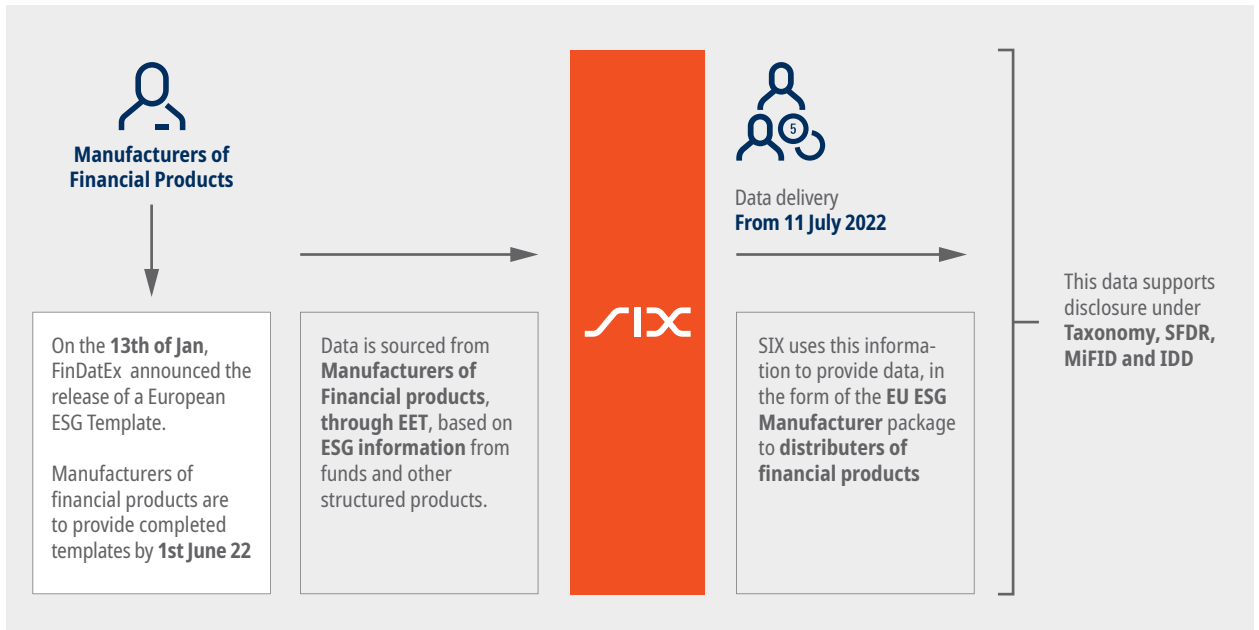 Manufacturers of
Financial Products
On the 13th of Jan,
FinDatEx announced the
release of a European
ESG Template.
Manufacturers of
financial products are
to provide completed
templates by 1st June 22
Data is sourced from
Manufacturers of
Financial products,
through EET, based on
ESG information from
funds and other
structured products.
SIX
5
Data delivery
From 11 July 2022
SIX uses this informa-
tion to provide data, in
the form of the EU ESG
Manufacturer package
to distributers of
financial products
This data supports
disclosure under
Taxonomy, SFDR,
MiFID and IDD